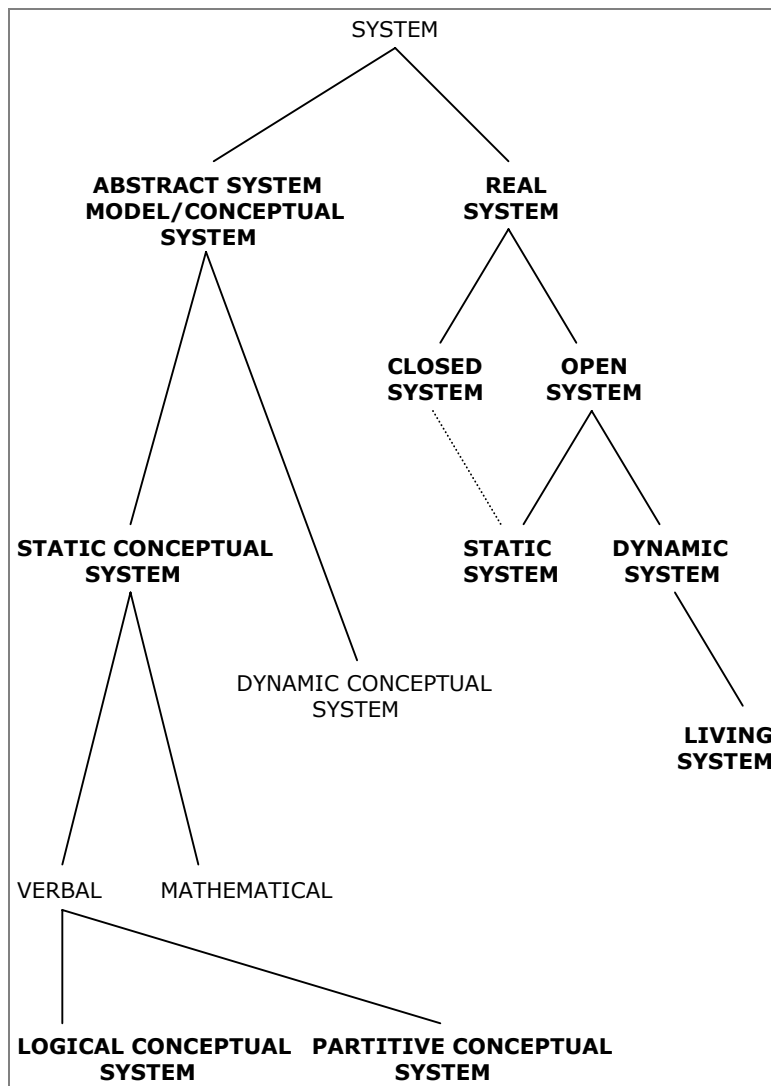 SYSTEM
ABSTRACT SYSTEM
MODEL/CONCEPTUAL
SYSTEM
REAL
SYSTEM
CLOSED
SYSTEM
OPEN
SYSTEM
STATIC CONCEPTUAL
SYSTEM
STATIC
SYSTEM
DYNAMIC
SYSTEM
DYNAMIC CONCEPTUAL
SYSTEM
LIVING
SYSTEM
VERBAL
MATHEMATICAL
LOGICAL CONCEPTUAL
SYSTEM
PARTITIVE CONCEPTUAL
SYSTEM